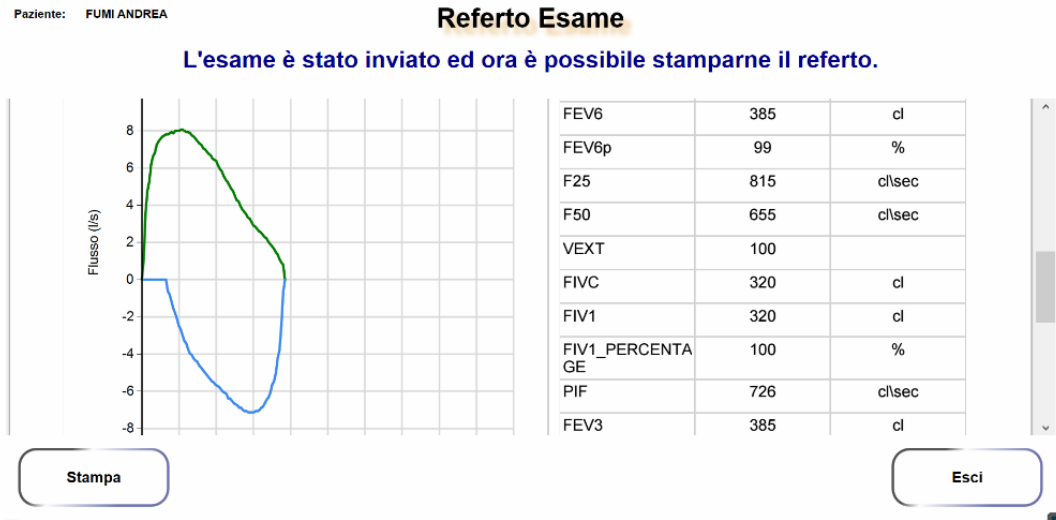 Paziente: FUMI ANDREA
Referto Esame
L'esame è stato inviato ed ora è possibile stamparne il referto.
8
6
4
2
0
-2
-4
-6
-8
Flusso (l/s)
FEV6 385 cl
FEV6p 99 %
F25 815 cl\sec
F50 655 cl\sec
VEXT 100
FIVC 320 cl
FIV1 320 cl
FIV1_PERCENTA
GE 100 %
PIF 726 cl\sec
FEV3 385 cl
Stampa
Esci